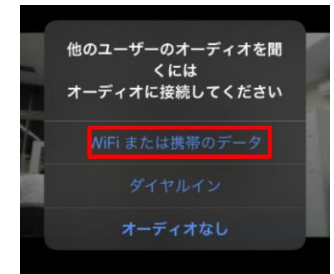 他のユーザーのオーディオを聞
くには
オーディオに接続してください
WiFi または携帯のデータ
ダイヤルイン
オーディオなし